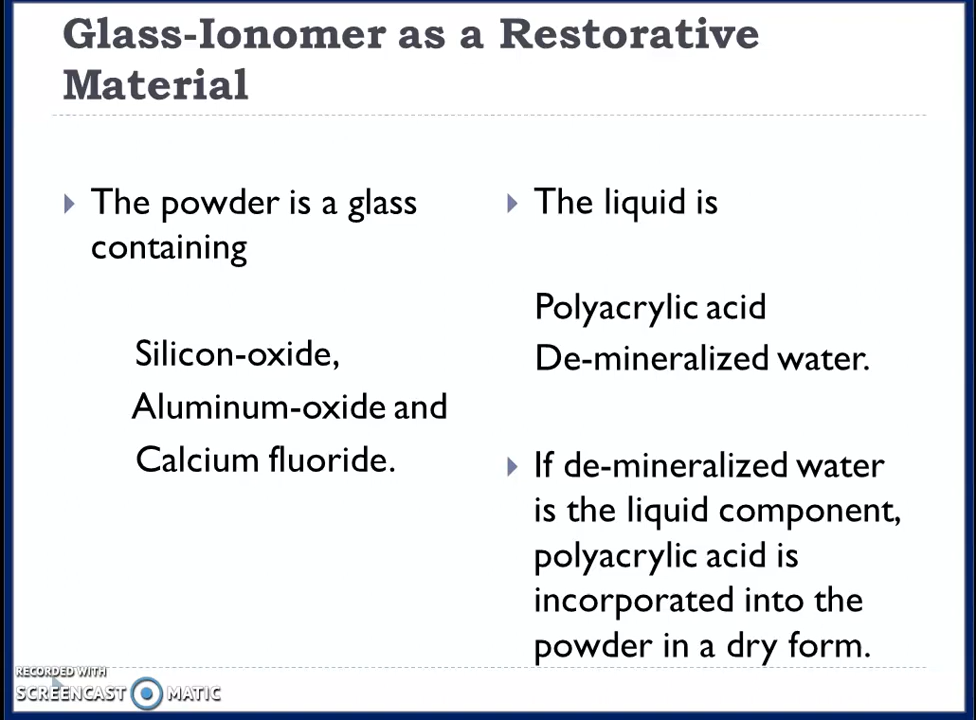 Glass-Ionomer as a Restorative
Material
The powder is a glass
containing
Silicon-oxide,
Aluminum-oxide and
Calcium fluoride.
The liquid is
Polyacrylic acid
De-mineralized water.
If de-mineralized water
is the liquid component,
polyacrylic acid is
incorporated into the
powder in a dry form.
RECORDED WITH
SCREENCAST MATIC